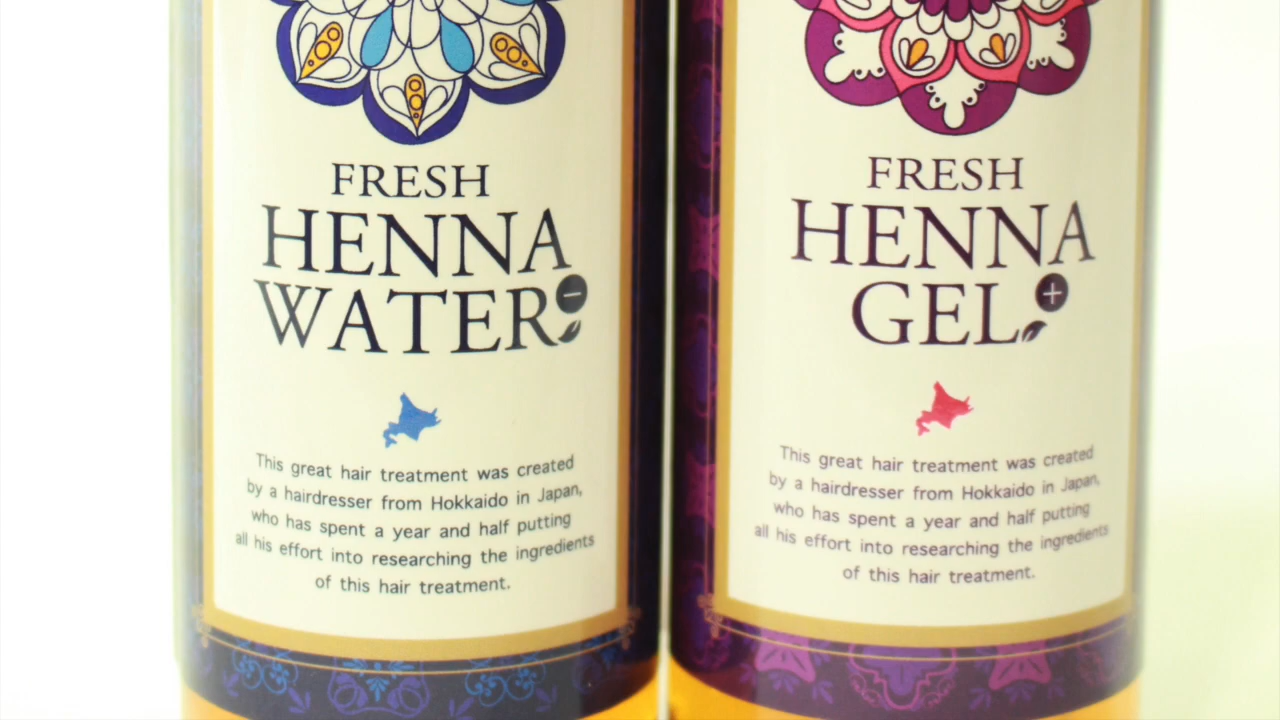 FRESH
HENNA
WATER
This great hair treatment was created
by a hairdresser from Hokkaido in Japan,
who has spent a year and half putting
all his effort into researching the ingredients
of this hair treatment.
FRESH
HENNA
GEL
This great hair treatment was created
by a hairdresser from Hokkaido in Japan,
who has spent a year and half putting
all his effort into researching the ingredients
of this hair treatment.